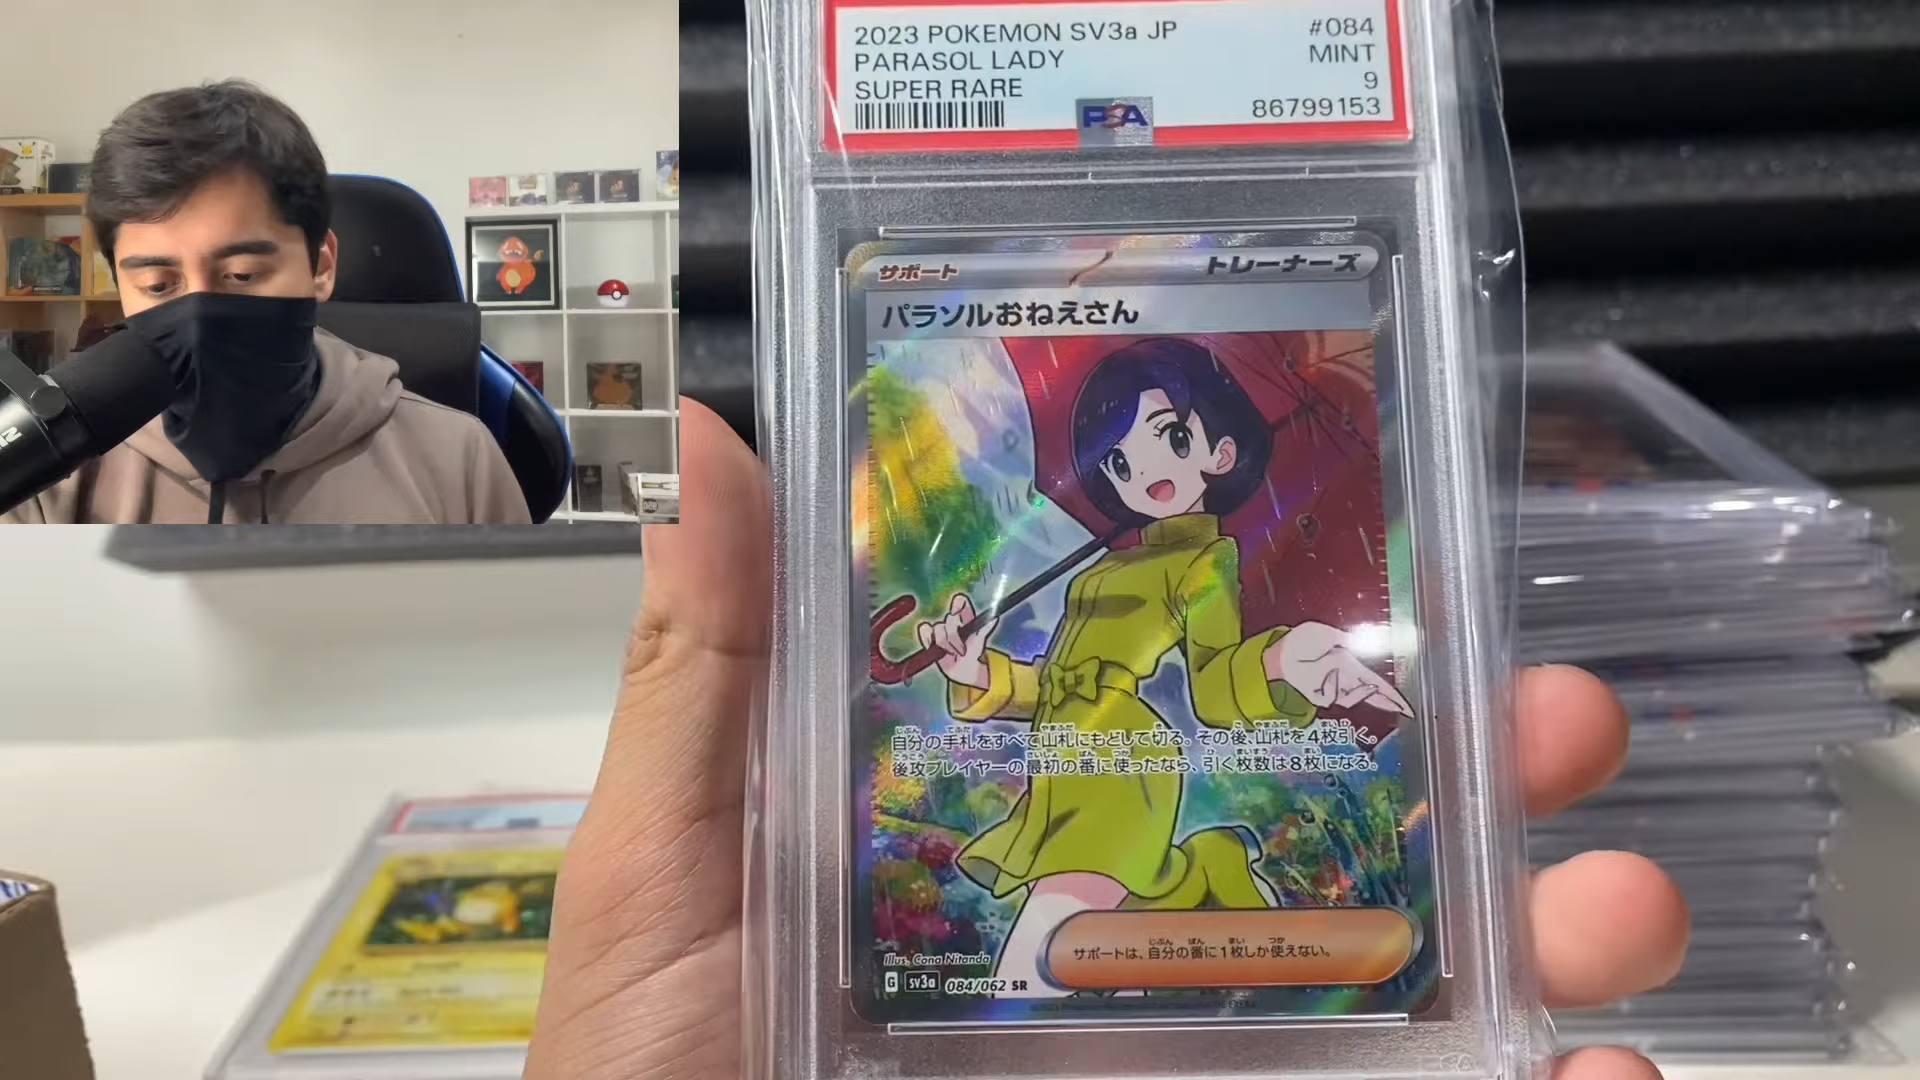 2023 POKEMON SV3a JP #084
PARASOL LADY MINT
SUPER RARE 9
PSA 86799153
サポート トレーナーズ
パラソルおねえさん
自分の手札をすべて山札にもどして切る。その後、山札を4枚引く。
後攻プレイヤーの最初の番に使ったなら、引く枚数は8枚になる。
サポートは、自分の番に1枚しか使えない。
Illus. Cona Nitanda
G sv3a 084/062 SR